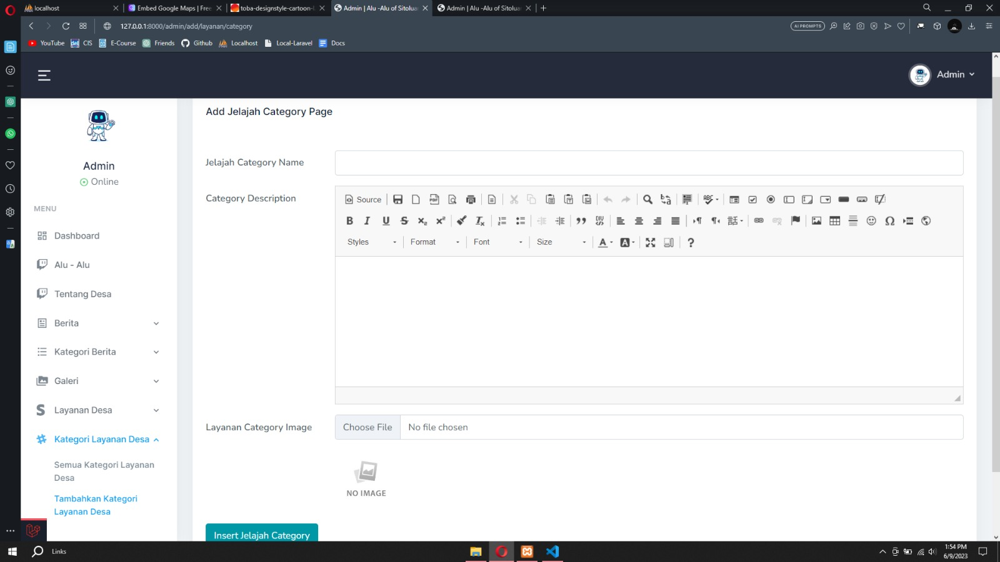 localhost
Embed Google Maps | Free
toba-designstyle-cartoon-l
Admin | Alu -Alu of Sitolua
Admin | Alu -Alu of Sitolua
127.0.0.1:8000/admin/add/layanan/category
AI PROMPTS
YouTube
del CIS
E-Course
Friends
Github
Localhost
Local-Laravel
Docs
Admin
Admin
Online
MENU
Dashboard
Alu - Alu
Tentang Desa
Berita
Kategori Berita
Galeri
Layanan Desa
Kategori Layanan Desa
Semua Kategori Layanan
Desa
Tambahkan Kategori
Layanan Desa
Add Jelajah Category Page
Jelajah Category Name
Category Description
Source
Styles
Format
Font
Size
Layanan Category Image
Choose File
No file chosen
NO IMAGE
Insert Jelajah Category
Links
1:54 PM
6/9/2023